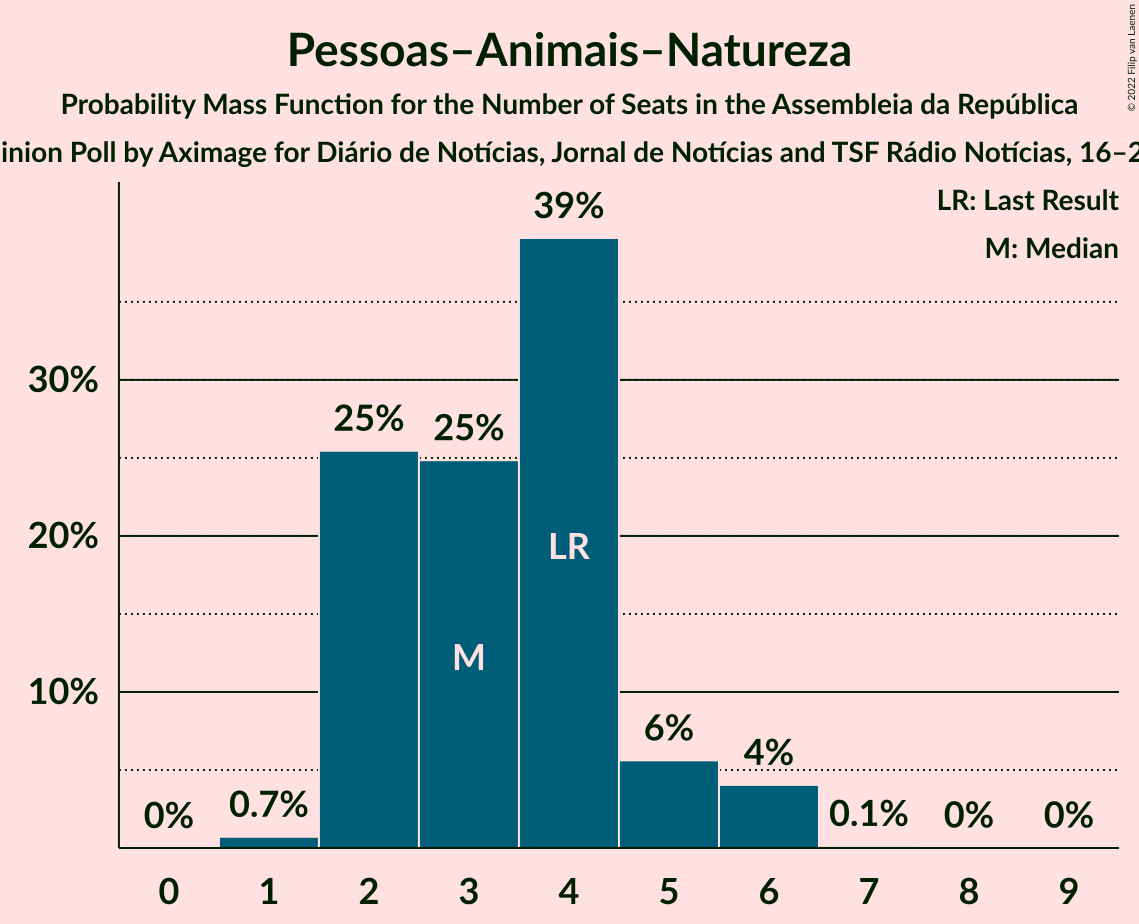 Pessoas–Animais–Natureza
Probability Mass Function for the Number of Seats in the Assembleia da República
inion Poll by Aximage for Diário de Notícias, Jornal de Notícias and TSF Rádio Notícias, 16–2
© 2022 Filip van Laenen
LR: Last Result
M: Median
39%
30%
25%
25%
20%
LR
M
10%
6%
4%
0%
0.7%
0.1%
0%
0%
0 1 2 3 4 5 6 7 8 9